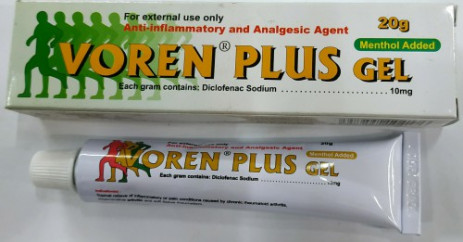 For external use only
Anti-inflammatory and Analgesic Agent
20g
Menthol Added
VOREN® PLUS GEL
Each gram contains: Diclofenac Sodium .......................... 10mg
Anti-inflammatory and Analgesic Agent
20g
Menthol Added
VOREN® PLUS GEL
Each gram contains: Diclofenac Sodium .......................... 10mg
Indications: